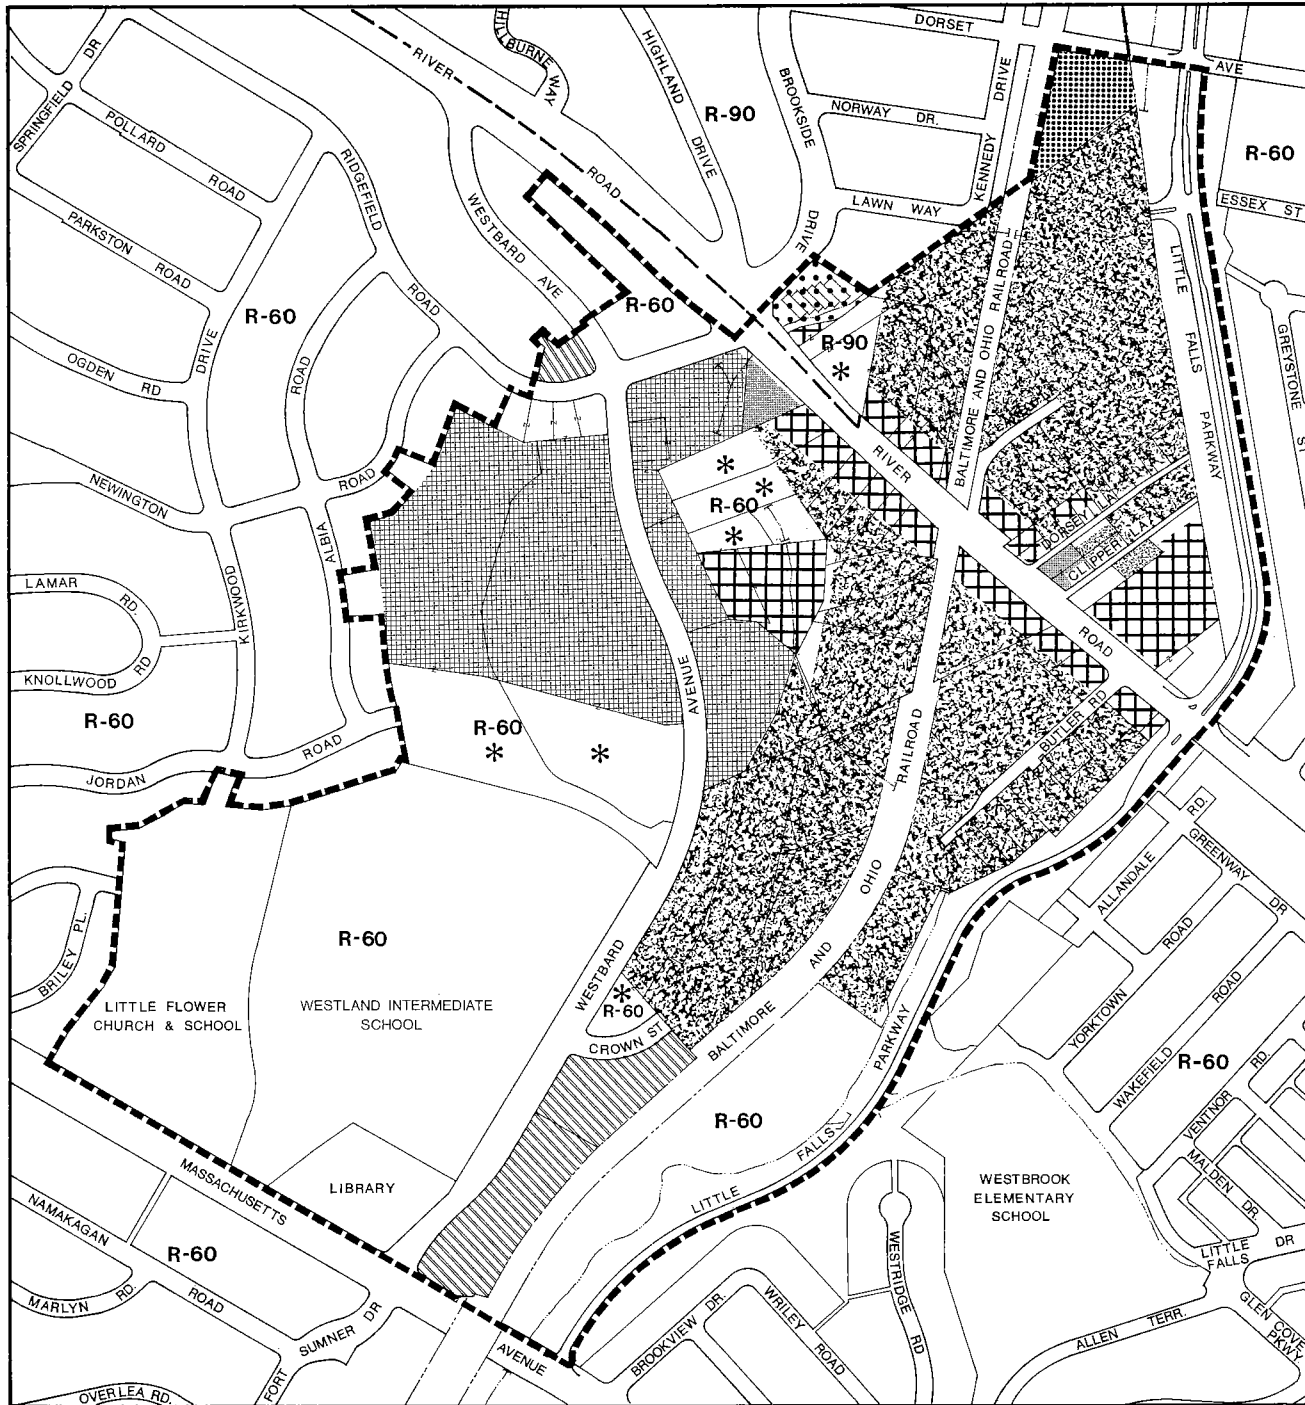 DORSET
AVE
SPRINGFIELD DR
RIVER
HILLBURNE WAY
HIGHLAND DRIVE
BROOKSIDE
DRIVE
R-90
NORWAY DR.
KENNEDY
DRIVE
POLLARD ROAD
RIDGEFIELD
ROAD
ROAD
R-60
PARKSTON ROAD
WESTBARD AVE
LAWN WAY
ESSEX ST
LITTLE FALLS PARKWAY
BALTIMORE AND OHIO RAILROAD
GREYSTONE ST
R-60
R-60
R-90
*
OGDEN RD
DRIVE
ROAD
NEWINGTON
ROAD
ALBIA
KIRKWOOD
*
*
R-60
*
RIVER
ROAD
DORSEY LA
CLIPPER LA
LAMAR RD.
KNOLLWOOD RD
R-60
JORDAN ROAD
R-60
* *
AVENUE
WESTBARD
RAILROAD
OHIO
AND
BALTIMORE
BUTLER RD
ALLANDALE RD.
GREENWAY DR
BRILEY PL.
R-60
LITTLE FLOWER
CHURCH & SCHOOL
WESTLAND INTERMEDIATE
SCHOOL
*
R-60
CROWN ST
PARKWAY
FALLS
LITTLE
R-60
YORKTOWN ROAD
WAKEFIELD ROAD
R-60
VENTNOR RD
MALDEN DR.
LITTLE FALLS DR
GLEN COVE PKWY
WESTBROOK
ELEMENTARY
SCHOOL
LIBRARY
MASSACHUSETTS
AVENUE
NAMAKAGAN
ROAD
R-60
MARLYN RD.
FORT SUMNER DR
OVERLEA RD.
BROOKVIEW DR.
WRILEY ROAD
WESTRIDGE RD
ALLEN TERR.